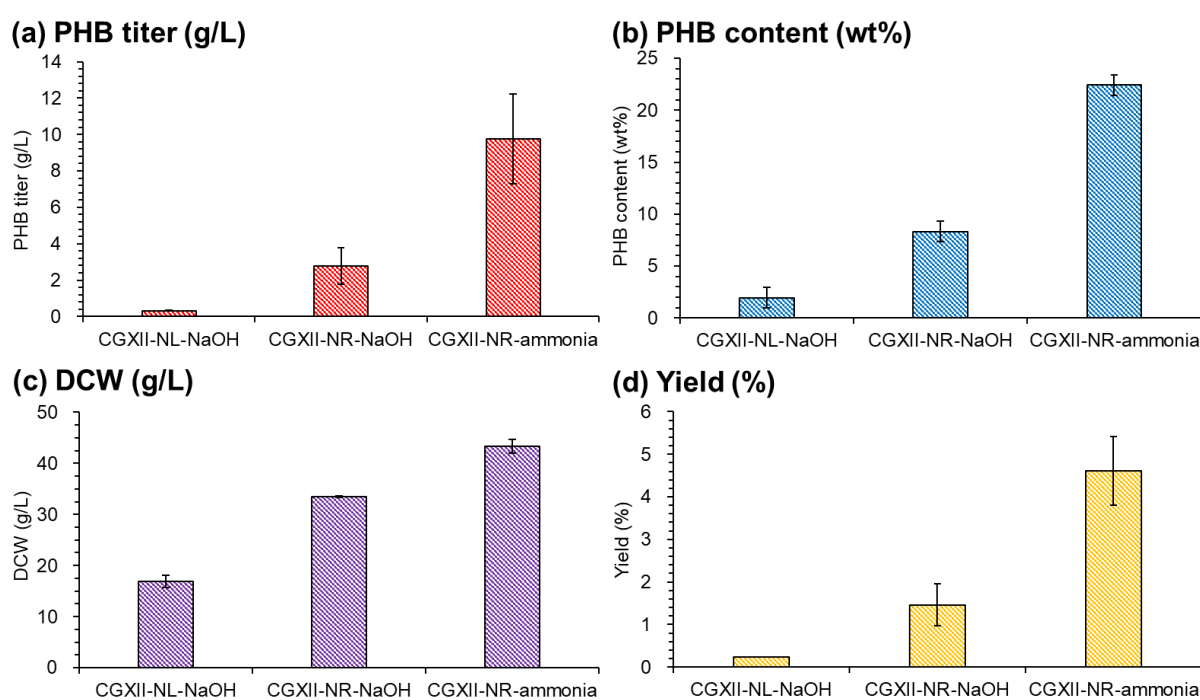 (a) PHB titer (g/L)
14
12
10
8
6
4
2
0
PHB titer (g/L)
CGXII-NL-NaOH CGXII-NR-NaOH CGXII-NR-ammonia
(b) PHB content (wt%)
25
20
15
10
5
0
PHB content (wt%)
CGXII-NL-NaOH CGXII-NR-NaOH CGXII-NR-ammonia
(c) DCW (g/L)
50
40
30
20
10
0
DCW (g/L)
CGXII-NL-NaOH CGXII-NR-NaOH CGXII-NR-ammonia
(d) Yield (%)
6
5
4
3
2
1
0
Yield (%)
CGXII-NL-NaOH CGXII-NR-NaOH CGXII-NR-ammonia